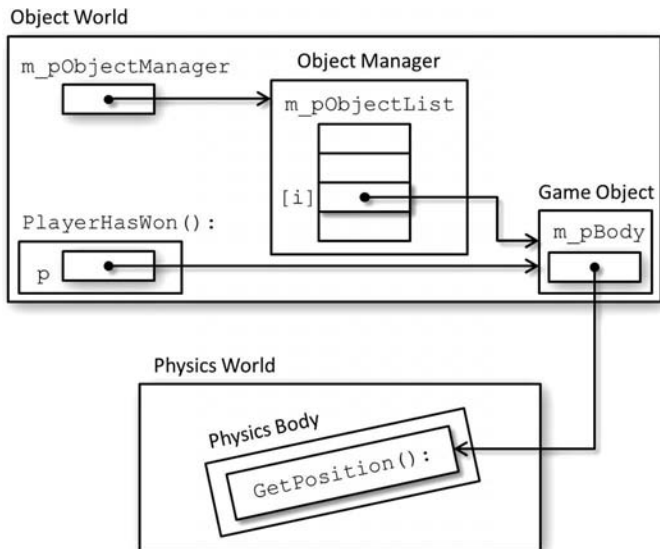 Object World
m_pObjectManager
Object Manager
m_pObjectList
[i]
Game Object
m_pBody
PlayerHasWon():
p
Physics World
Physics Body
GetPosition():